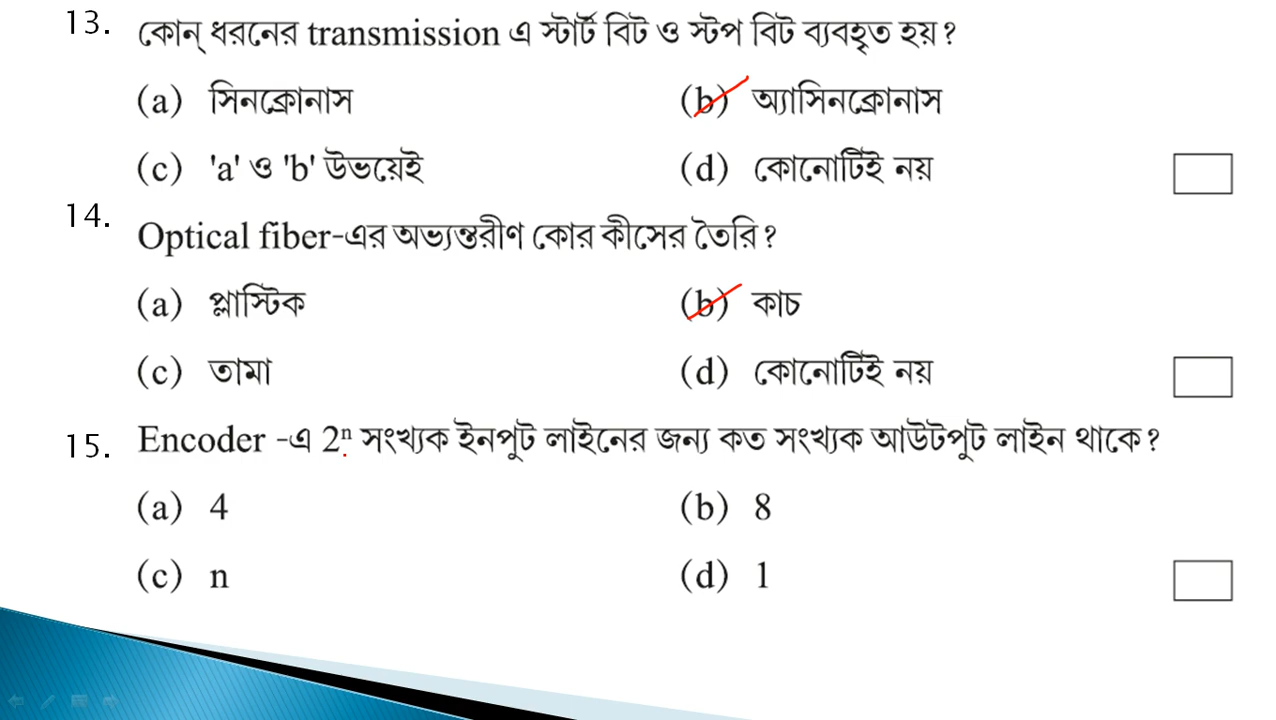 13. কোন্ ধরনের transmission এ স্টার্ট বিট ও স্টপ বিট ব্যবহৃত হয়?
(a) সিনক্রোনাস (b) অ্যাসিনক্রোনাস
(c) 'a' ও 'b' উভয়েই (d) কোনোটিই নয়
14. Optical fiber-এর অভ্যন্তরীণ কোর কীসের তৈরি?
(a) প্লাস্টিক (b) কাচ
(c) তামা (d) কোনোটিই নয়
15. Encoder -এ 2ⁿ সংখ্যক ইনপুট লাইনের জন্য কত সংখ্যক আউটপুট লাইন থাকে?
(a) 4 (b) 8
(c) n (d) 1